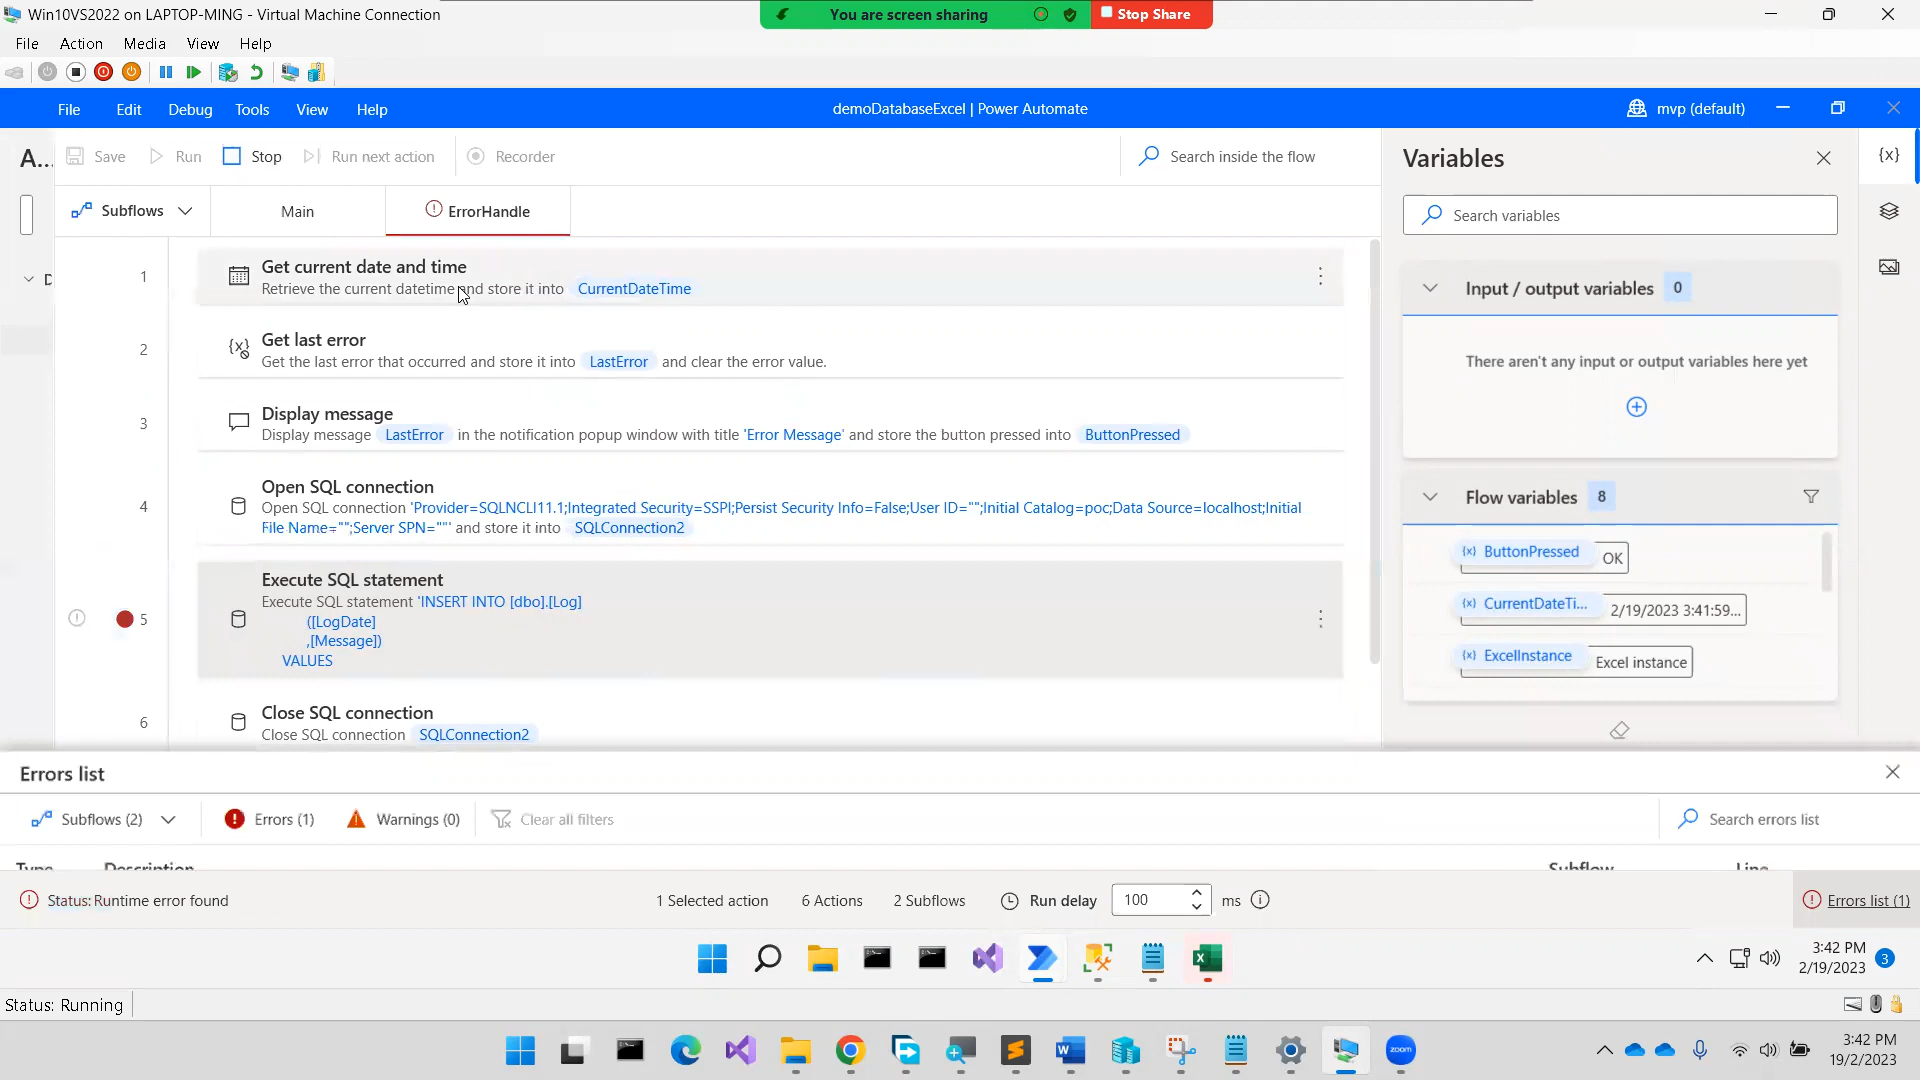 Win10VS2022 on LAPTOP-MING - Virtual Machine Connection
You are screen sharing
Stop Share
File Action Media View Help
File Edit Debug Tools View Help
demoDatabaseExcel | Power Automate
mvp (default)
A...
Save Run Stop Run next action Recorder
Search inside the flow
Variables
{x}
Subflows Main ErrorHandle
Search variables
D
1
Get current date and time
Retrieve the current datetime and store it into CurrentDateTime
Input / output variables 0
There aren't any input or output variables here yet
2
Get last error
Get the last error that occurred and store it into LastError and clear the error value.
3
Display message
Display message LastError in the notification popup window with title 'Error Message' and store the button pressed into ButtonPressed
4
Open SQL connection
Open SQL connection 'Provider=SQLNCLI11.1;Integrated Security=SSPI;Persist Security Info=False;User ID="";Initial Catalog=poc;Data Source=localhost;Initial
File Name="";Server SPN=""' and store it into SQLConnection2
Flow variables 8
{x} ButtonPressed OK
{x} CurrentDateTi... 2/19/2023 3:41:59...
{x} ExcelInstance Excel instance
5
Execute SQL statement
Execute SQL statement 'INSERT INTO [dbo].[Log]
([LogDate]
,[Message])
VALUES
6
Close SQL connection
Close SQL connection SQLConnection2
Errors list
Subflows (2) Errors (1) Warnings (0) Clear all filters
Search errors list
Type Description Subflow Line
Status: Runtime error found
1 Selected action 6 Actions 2 Subflows Run delay 100 ms
Errors list (1)
3:42 PM
2/19/2023
3
Status: Running
zoom
3:42 PM
19/2/2023